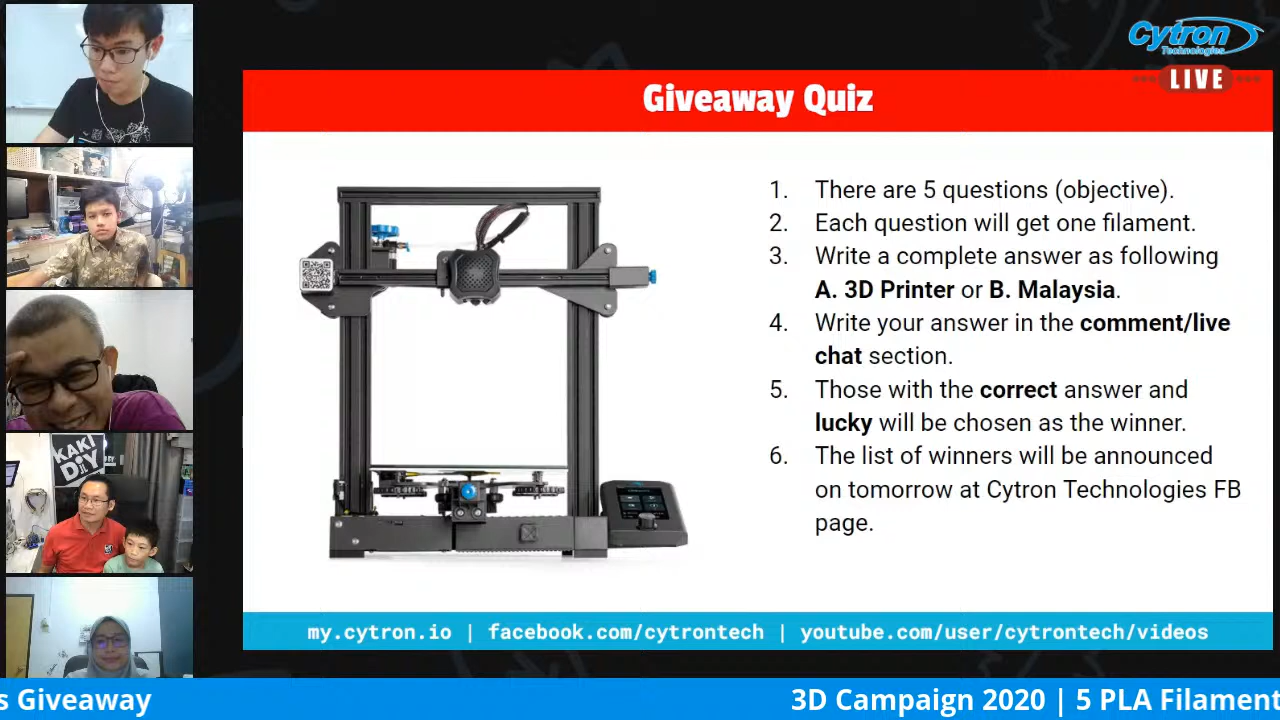 Cytron
Technologies
LIVE
Giveaway Quiz
1. There are 5 questions (objective).
2. Each question will get one filament.
3. Write a complete answer as following
A. 3D Printer or B. Malaysia.
4. Write your answer in the comment/live
chat section.
5. Those with the correct answer and
lucky will be chosen as the winner.
6. The list of winners will be announced
on tomorrow at Cytron Technologies FB
page.
KAKI
DiY
my.cytron.io | facebook.com/cytrontech | youtube.com/user/cytrontech/videos
s Giveaway
3D Campaign 2020 | 5 PLA Filament